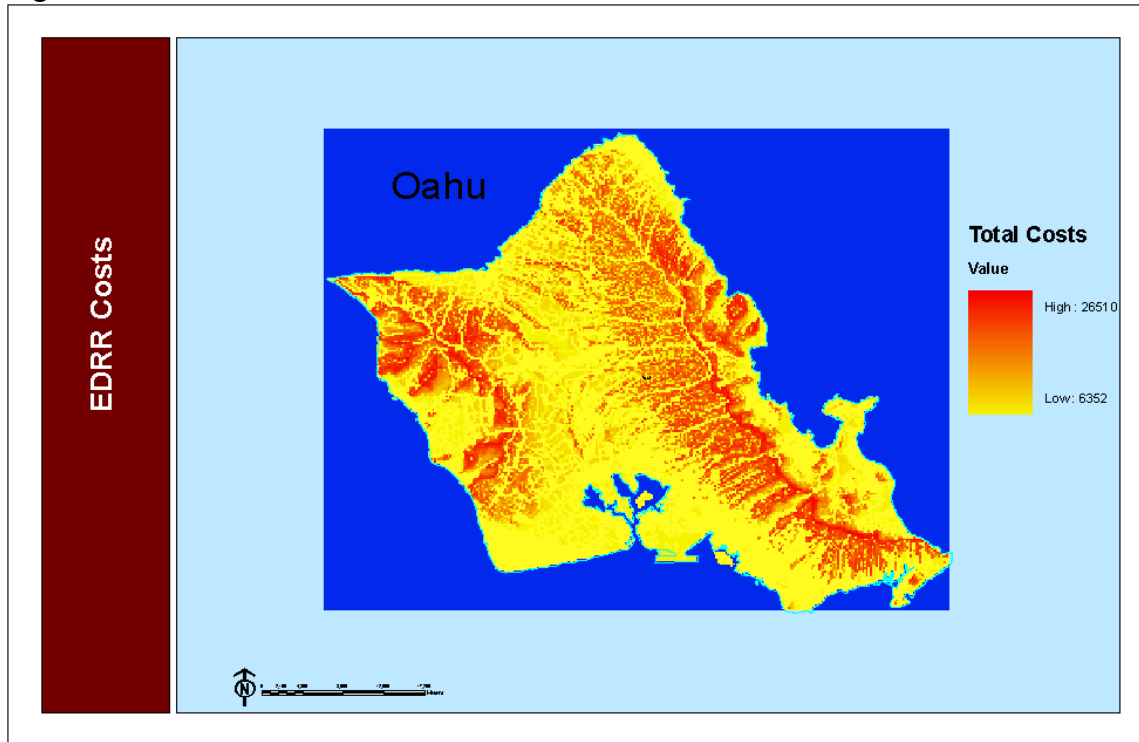 EDRR Costs
Oahu
Total Costs
Value
High : 26510
Low: 6352
N